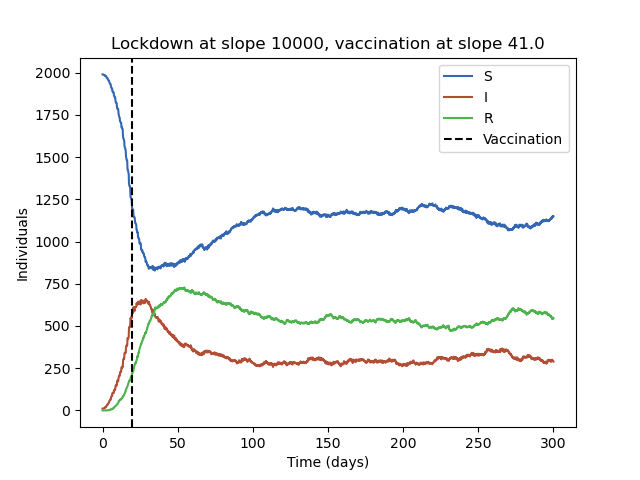 Lockdown at slope 10000, vaccination at slope 41.0
S
I
R
Vaccination
Individuals
2000
1750
1500
1250
1000
750
500
250
0
0 50 100 150 200 250 300
Time (days)